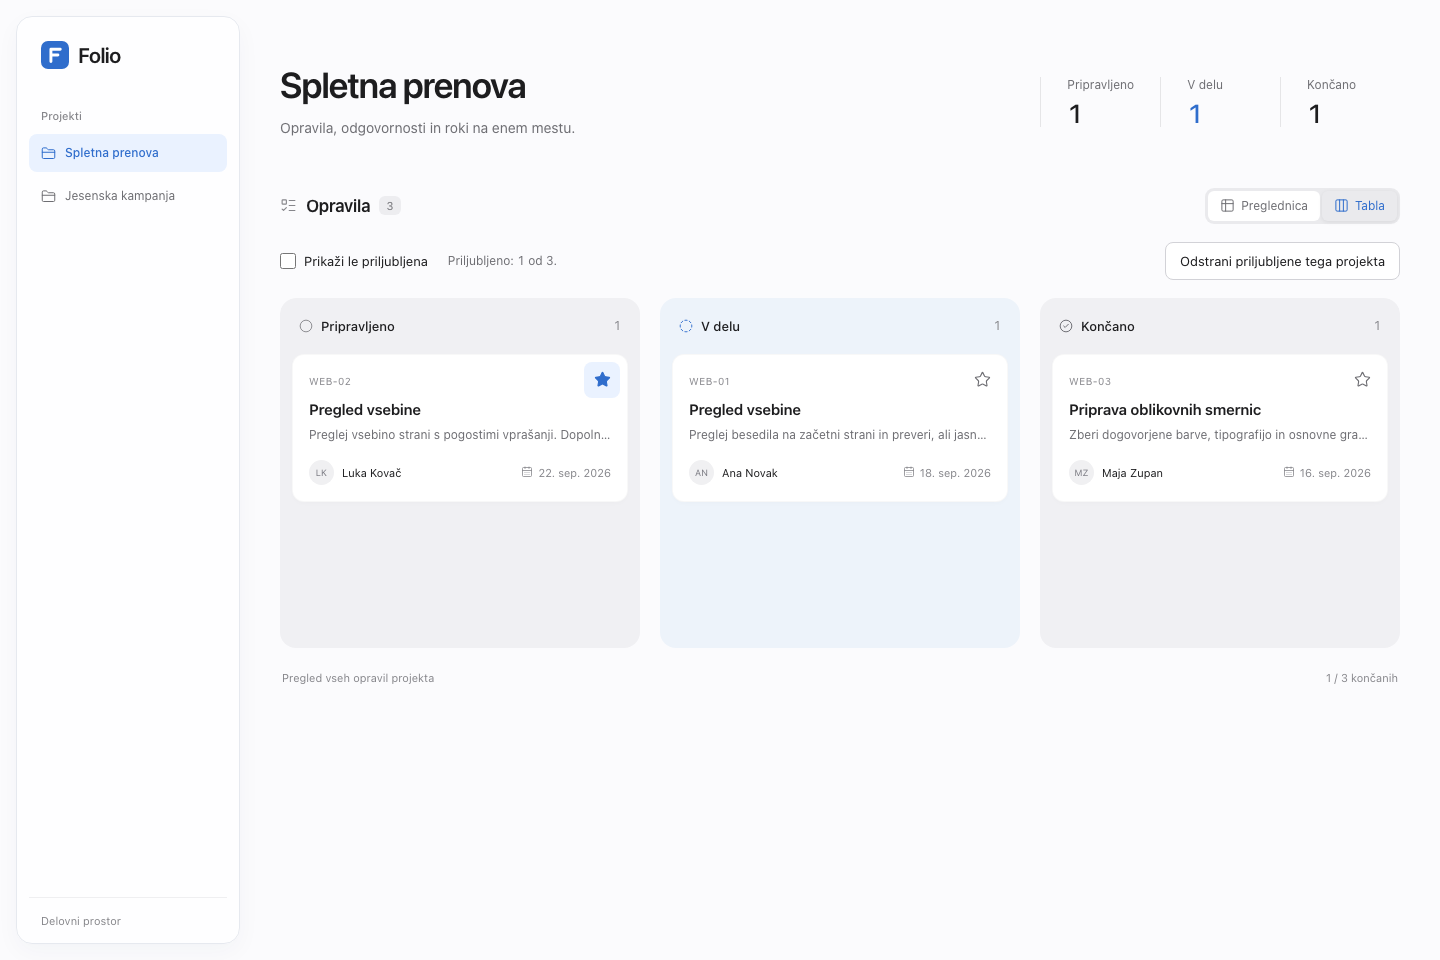 Folio
Projekti
Spletna prenova
Jesenska kampanja
Delovni prostor
Spletna prenova
Opravila, odgovornosti in roki na enem mestu.
Pripravljeno
1
V delu
1
Končano
1
Opravila 3
Preglednica
Tabla
Prikaži le priljubljena
Priljubljeno: 1 od 3.
Odstrani priljubljene tega projekta
Pripravljeno 1
WEB-02
Pregled vsebine
Preglej vsebino strani s pogostimi vprašanji. Dopoln...
LK Luka Kovač 22. sep. 2026
V delu 1
WEB-01
Pregled vsebine
Preglej besedila na začetni strani in preveri, ali jasn...
AN Ana Novak 18. sep. 2026
Končano 1
WEB-03
Priprava oblikovnih smernic
Zberi dogovorjene barve, tipografijo in osnovne gra...
MZ Maja Zupan 16. sep. 2026
Pregled vseh opravil projekta
1 / 3 končanih